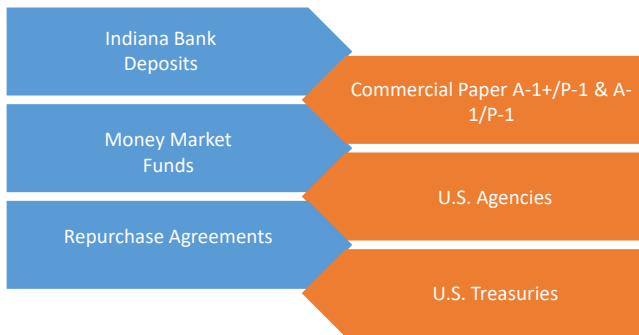 Indiana Bank
Deposits
Commercial Paper A-1+/P-1 & A-
1/P-1
Money Market
Funds
U.S. Agencies
Repurchase Agreements
U.S. Treasuries